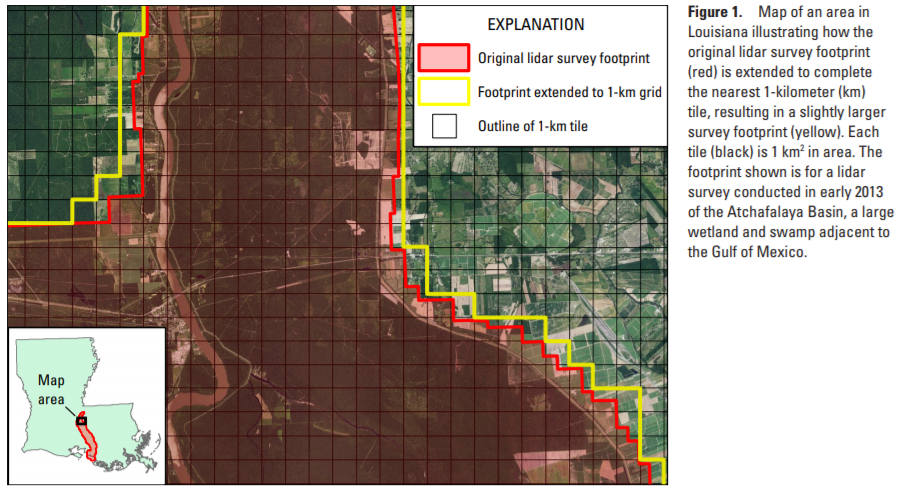 EXPLANATION
Original lidar survey footprint
Footprint extended to 1-km grid
Outline of 1-km tile
Map
area
Figure 1. Map of an area in
Louisiana illustrating how the
original lidar survey footprint
(red) is extended to complete
the nearest 1-kilometer (km)
tile, resulting in a slightly larger
survey footprint (yellow). Each
tile (black) is 1 km² in area. The
footprint shown is for a lidar
survey conducted in early 2013
of the Atchafalaya Basin, a large
wetland and swamp adjacent to
the Gulf of Mexico.